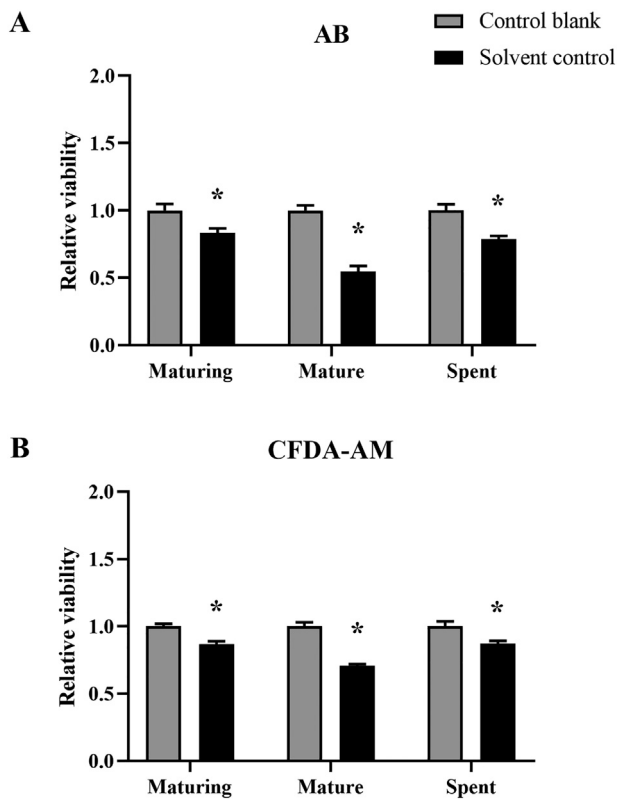 A
AB
Control blank
Solvent control
Relative viability
2.0
1.5
1.0
0.5
0.0
* * *
Maturing Mature Spent
B
CFDA-AM
Relative viability
2.0
1.5
1.0
0.5
0.0
* * *
Maturing Mature Spent